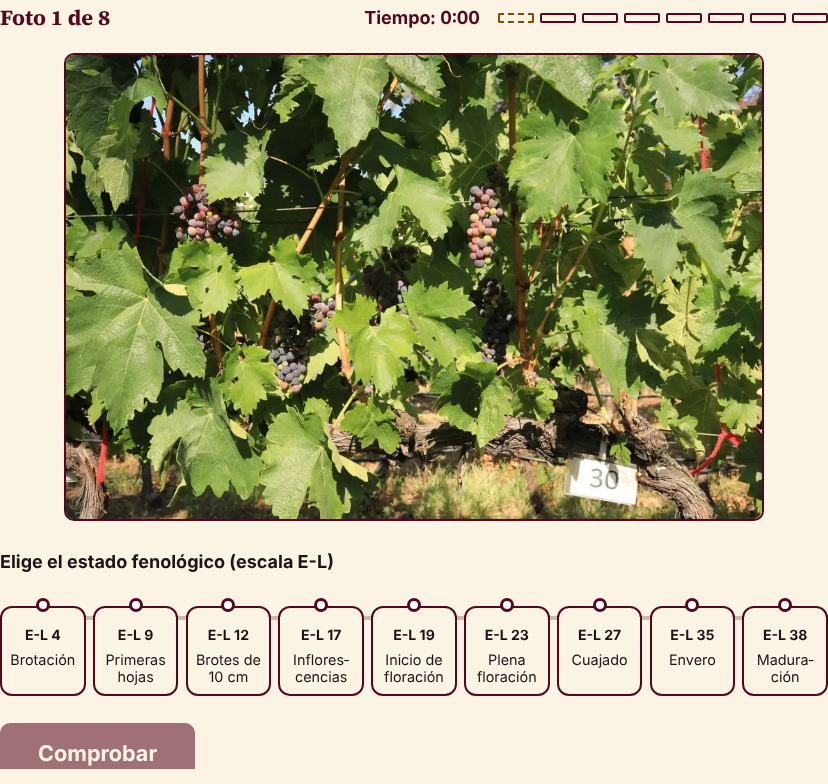 Foto 1 de 8
Tiempo: 0:00
30
Elige el estado fenológico (escala E-L)
E-L 4
Brotación
E-L 9
Primeras
hojas
E-L 12
Brotes de
10 cm
E-L 17
Inflores-
cencias
E-L 19
Inicio de
floración
E-L 23
Plena
floración
E-L 27
Cuajado
E-L 35
Envero
E-L 38
Madura-
ción
Comprobar